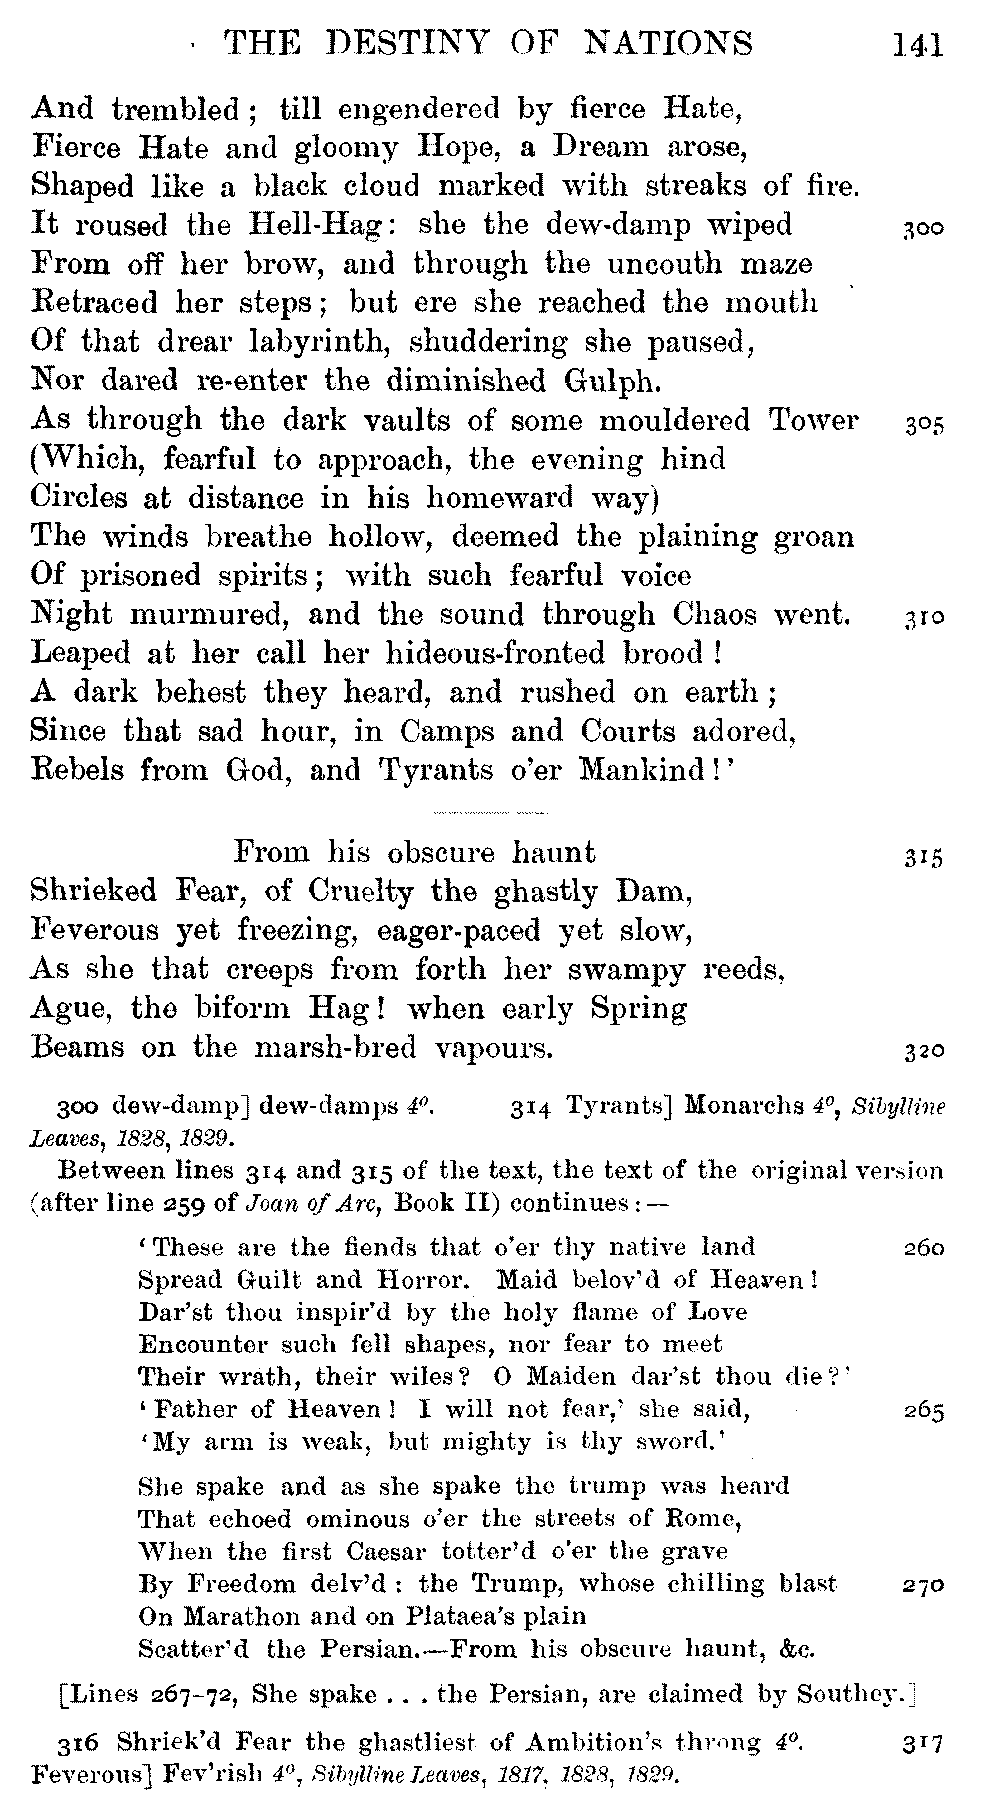 THE DESTINY OF NATIONS 141
And trembled ; till engendered by fierce Hate,
Fierce Hate and gloomy Hope, a Dream arose,
Shaped like a black cloud marked with streaks of fire.
It roused the Hell-Hag: she the dew-damp wiped 300
From off her brow, and through the uncouth maze
Retraced her steps ; but ere she reached the mouth
Of that drear labyrinth, shuddering she paused,
Nor dared re-enter the diminished Gulph.
As through the dark vaults of some mouldered Tower 305
(Which, fearful to approach, the evening hind
Circles at distance in his homeward way)
The winds breathe hollow, deemed the plaining groan
Of prisoned spirits ; with such fearful voice
Night murmured, and the sound through Chaos went. 310
Leaped at her call her hideous-fronted brood !
A dark behest they heard, and rushed on earth ;
Since that sad hour, in Camps and Courts adored,
Rebels from God, and Tyrants o'er Mankind !'
From his obscure haunt 315
Shrieked Fear, of Cruelty the ghastly Dam,
Feverous yet freezing, eager-paced yet slow,
As she that creeps from forth her swampy reeds,
Ague, the biform Hag ! when early Spring
Beams on the marsh-bred vapours. 320
300 dew-damp] dew-damps 4º. 314 Tyrants] Monarchs 4º, Sibylline
Leaves, 1828, 1829.
Between lines 314 and 315 of the text, the text of the original version
(after line 259 of Joan of Arc, Book II) continues :—
'These are the fiends that o'er thy native land 260
Spread Guilt and Horror. Maid belov'd of Heaven !
Dar'st thou inspir'd by the holy flame of Love
Encounter such fell shapes, nor fear to meet
Their wrath, their wiles ? O Maiden dar'st thou die ?'
'Father of Heaven ! I will not fear,' she said, 265
'My arm is weak, but mighty is thy sword.'
She spake and as she spake the trump was heard
That echoed ominous o'er the streets of Rome,
When the first Caesar totter'd o'er the grave
By Freedom delv'd : the Trump, whose chilling blast 270
On Marathon and on Plataea's plain
Scatter'd the Persian.—From his obscure haunt, &c.
[Lines 267-72, She spake . . . the Persian, are claimed by Southey.]
316 Shriek'd Fear the ghastliest of Ambition's throng 4º. 317
Feverous] Fev'rish 4º, Sibylline Leaves, 1817, 1828, 1829.